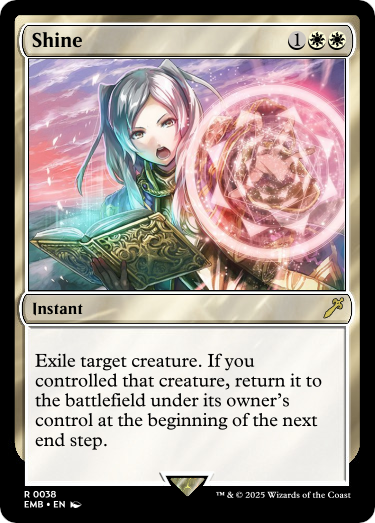 Shine 1
Instant
Exile target creature. If you
controlled that creature, return it to
the battlefield under its owner's
control at the beginning of the next
end step.
R 0038
EMB • EN
™ & © 2025 Wizards of the Coast